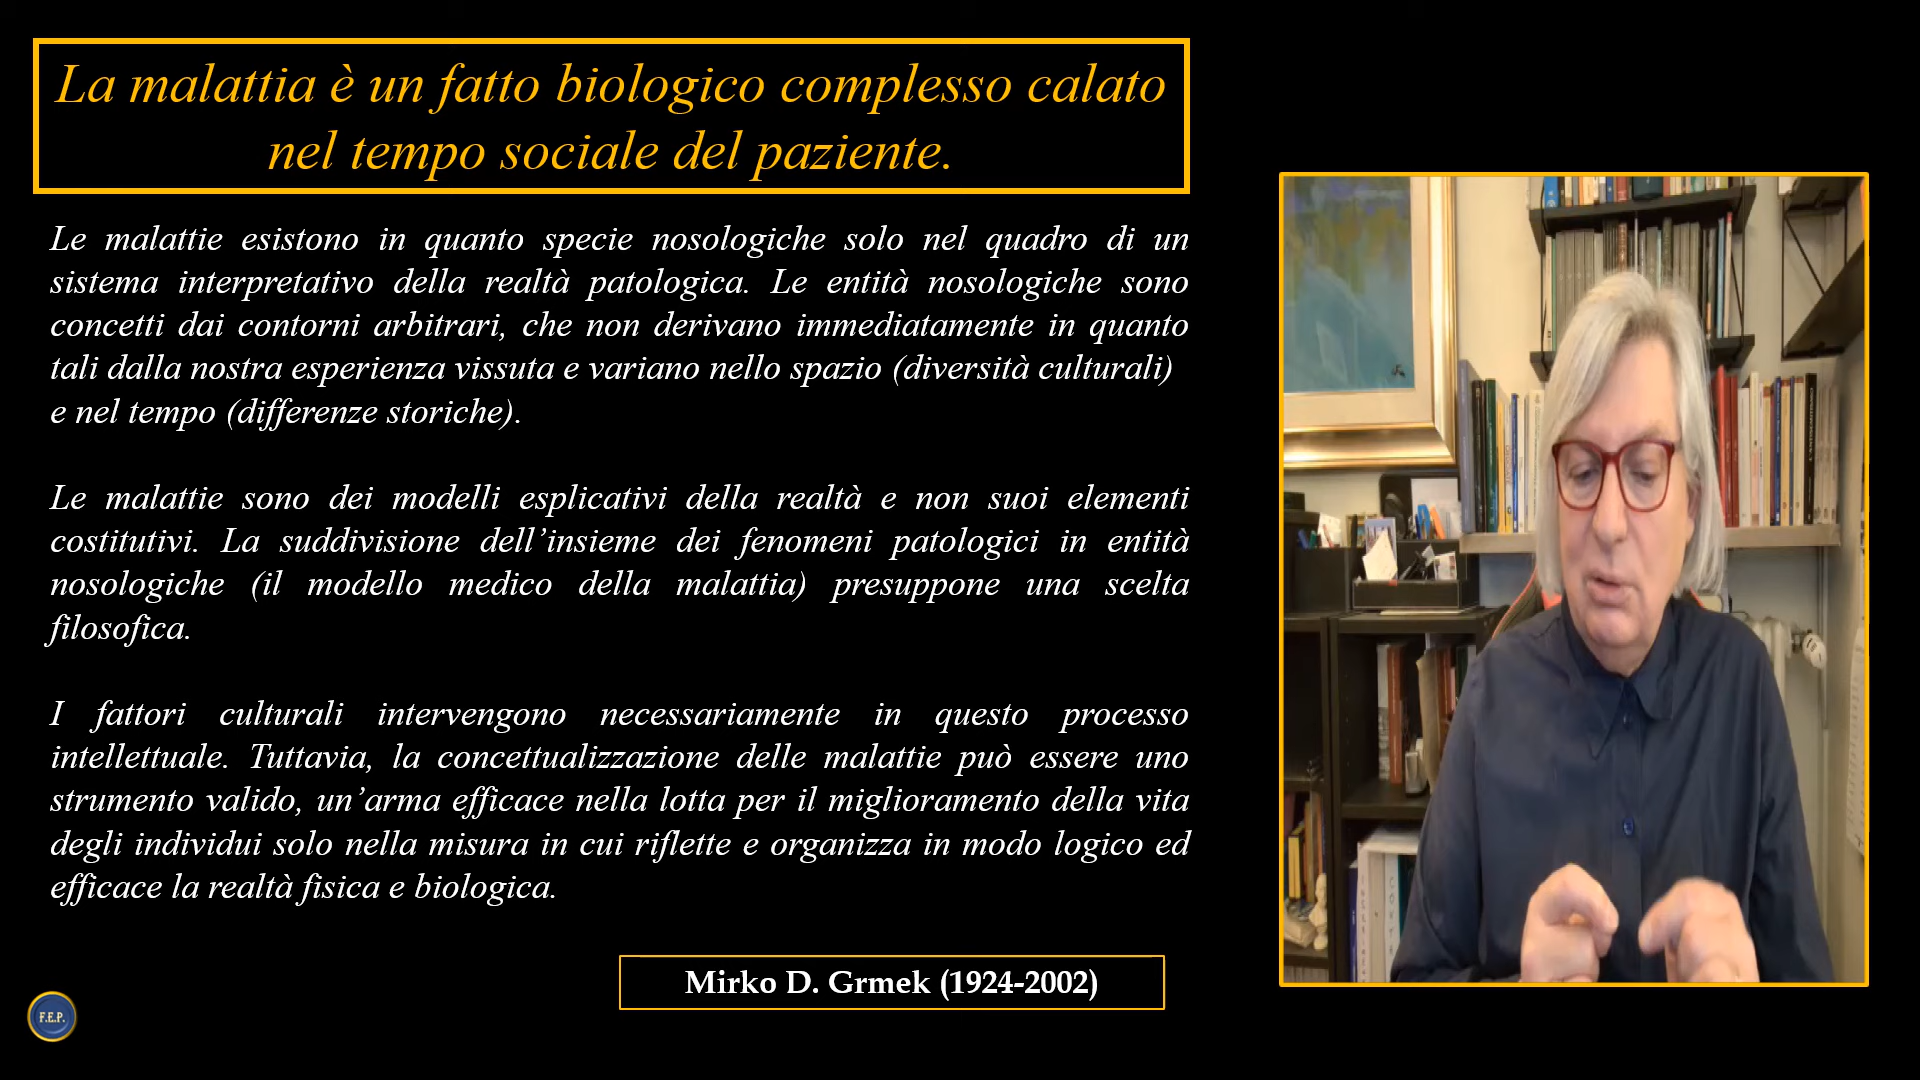 La malattia è un fatto biologico complesso calato
nel tempo sociale del paziente.
Le malattie esistono in quanto specie nosologiche solo nel quadro di un
sistema interpretativo della realtà patologica. Le entità nosologiche sono
concetti dai contorni arbitrari, che non derivano immediatamente in quanto
tali dalla nostra esperienza vissuta e variano nello spazio (diversità culturali)
e nel tempo (differenze storiche).
Le malattie sono dei modelli esplicativi della realtà e non suoi elementi
costitutivi. La suddivisione dell’insieme dei fenomeni patologici in entità
nosologiche (il modello medico della malattia) presuppone una scelta
filosofica.
I fattori culturali intervengono necessariamente in questo processo
intellettuale. Tuttavia, la concettualizzazione delle malattie può essere uno
strumento valido, un’arma efficace nella lotta per il miglioramento della vita
degli individui solo nella misura in cui riflette e organizza in modo logico ed
efficace la realtà fisica e biologica.
Mirko D. Grmek (1924-2002)
F.E.P.